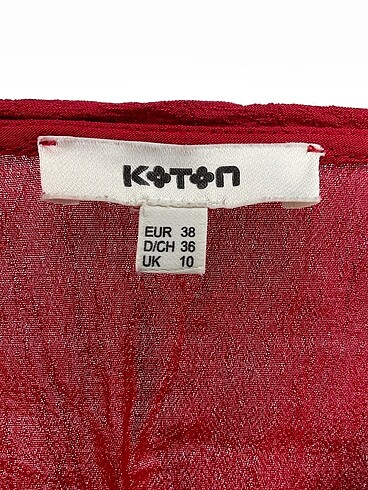 KOTON
EUR 38
D/CH 36
UK 10